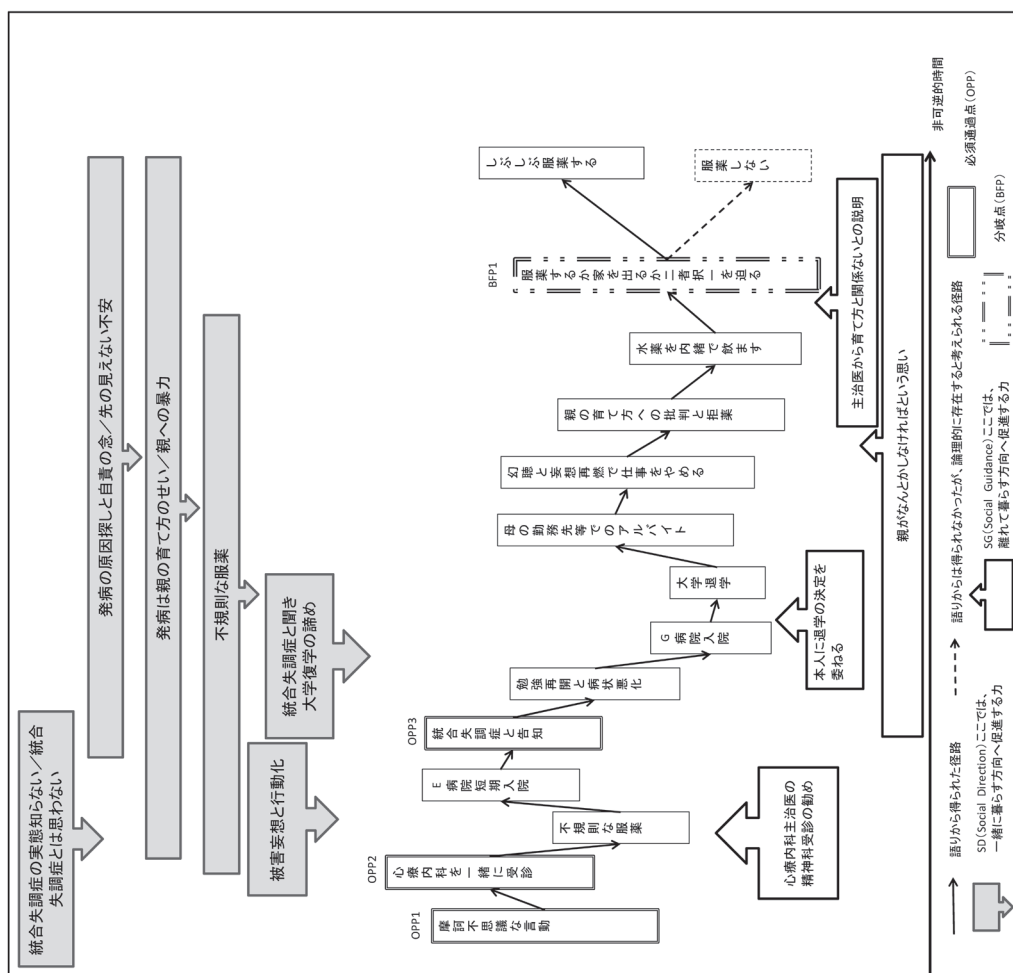 統合失調症の実態知らない/統合
失調症とは思わない
発病の原因探しと自責の念/先の見えない不安
発病は親の育て方のせい/親への暴力
不規則な服薬
被害妄想と行動化
統合失調症と聞き
大学復学の諦め
OPP1
摩訶不思議な言動
OPP2
心療内科を一緒に受診
不規則な服薬
E病院短期入院
OPP3
統合失調症と告知
勉強再開と病状悪化
G病院入院
大学退学
母の勤務先等でのアルバイト
幻聴と妄想再燃で仕事をやめる
親の育て方への批判と拒薬
水薬を内緒で飲ます
BFP1
服薬するか家を出るか二者択一を迫る
しぶしぶ服薬する
服薬しない
心療内科主治医の
精神科受診の勧め
本人に退学の決定を
委ねる
主治医から育て方と関係ないとの説明
親がなんとかしなければという思い
非可逆的時間
語りから得られた径路
語りからは得られなかったが、論理的に存在すると考えられる径路
必須通過点(OPP)
SD(Social Direction)ここでは、
一緒に暮らす方向へ促進する力
SG(Social Guidance)ここでは、
離れて暮らす方向へ促進する力
分岐点(BFP)